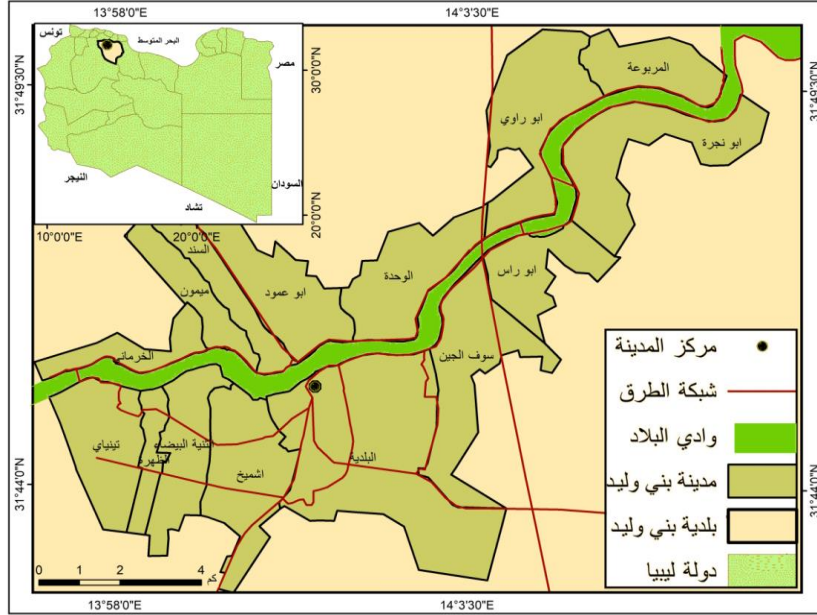 13°58'0"E
14°3'30"E
تونس
البحر المتوسط
مصر
النيجر
تشاد
السودان
30°0'0"N
20°0'0"N
10°0'0"E
20°0'0"E
31°49'30"N
31°49'30"N
31°44'0"N
31°44'0"N
المربوعة
ابو راوي
ابو نجرة
السند
ميمون
ابو عمود
الوحدة
ابو راس
سوف الجين
الخرماني
تينياي
الظهرة
الثنية البيضاء
اشميخ
البلدية
مركز المدينة
شبكة الطرق
وادي البلاد
مدينة بني وليد
بلدية بني وليد
دولة ليبيا
0 1 2 4
كم
13°58'0"E
14°3'30"E